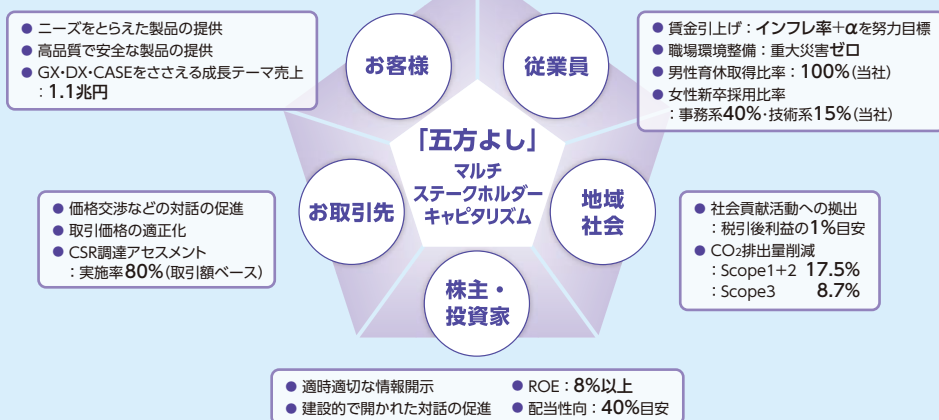 ● ニーズをとらえた製品の提供
● 高品質で安全な製品の提供
● GX・DX・CASEをささえる成長テーマ売上
：1.1兆円
お客様
従業員
● 賃金引上げ：インフレ率+αを努力目標
● 職場環境整備：重大災害ゼロ
● 男性育休取得比率：100%(当社)
● 女性新卒採用比率
：事務系40%・技術系15%(当社)
「五方よし」
マルチ
ステークホルダー
キャピタリズム
● 価格交渉などの対話の促進
● 取引価格の適正化
● CSR調達アセスメント
：実施率80%(取引額ベース)
お取引先
地域
社会
● 社会貢献活動への拠出
：税引後利益の1%目安
● CO2排出量削減
：Scope1+2 17.5%
：Scope3 8.7%
株主・
投資家
● 適時適切な情報開示
● 建設的で開かれた対話の促進
● ROE：8%以上
● 配当性向：40%目安